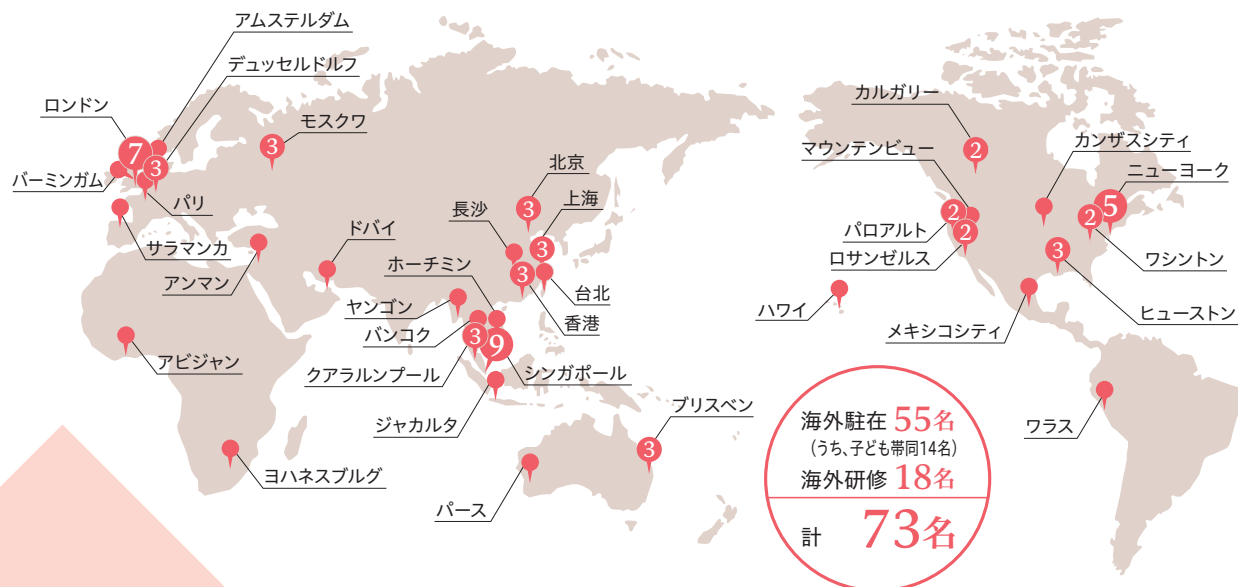 アムステルダム
デュッセルドルフ
ロンドン
7
3
バーミンガム
パリ
サラマンカ
モスクワ
3
アンマン
ドバイ
アビジャン
ヨハネスブルグ
北京
3
上海
3
長沙
3
台北
香港
ホーチミン
ヤンゴン
バンコク
3
9
クアラルンプール
シンガポール
ジャカルタ
ブリスベン
3
パース
カルガリー
2
マウンテンビュー
カンザスシティ
ニューヨーク
5
2
2
2
パロアルト
ロサンゼルス
3
ワシントン
ヒューストン
ハワイ
メキシコシティ
ワラス
海外駐在 55名
(うち、子ども帯同14名)
海外研修 18名
計 73名